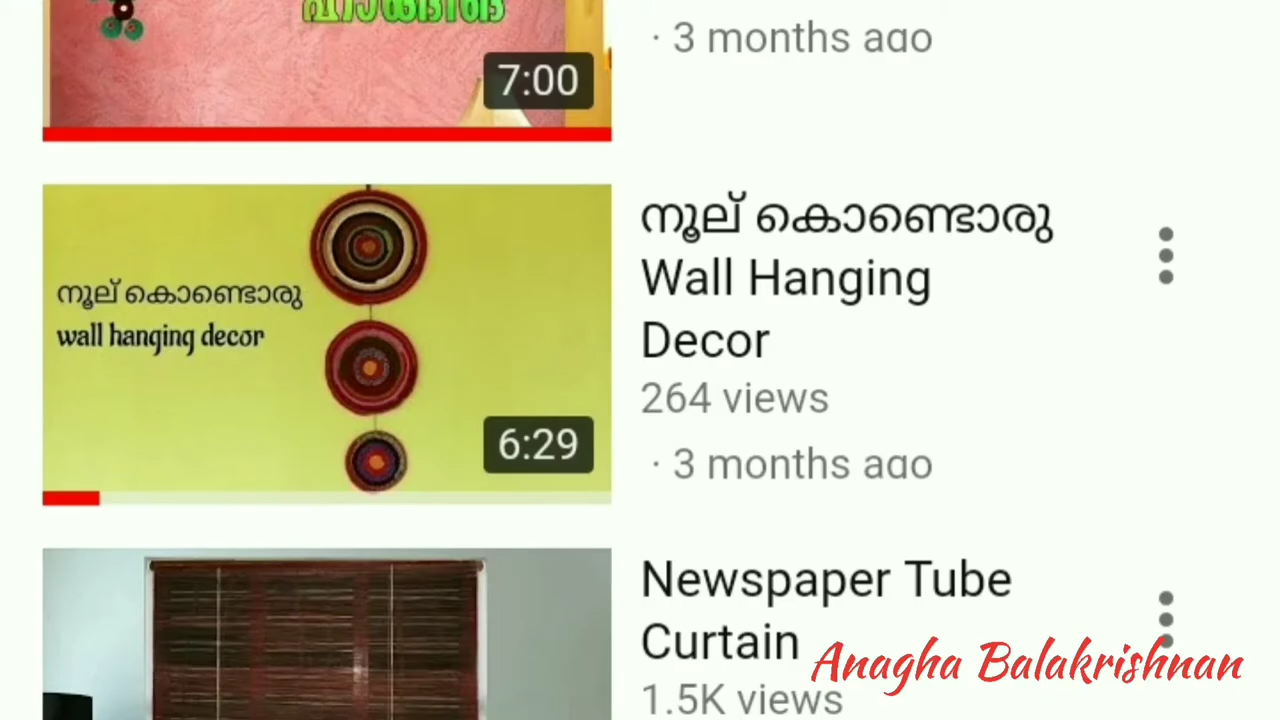 7:00
· 3 months ago
നൂല് കൊണ്ടൊരു
wall hanging decor
6:29
നൂല് കൊണ്ടൊരു
Wall Hanging
Decor
264 views
· 3 months ago
Newspaper Tube
Curtain
1.5K views
Anagha Balakrishnan